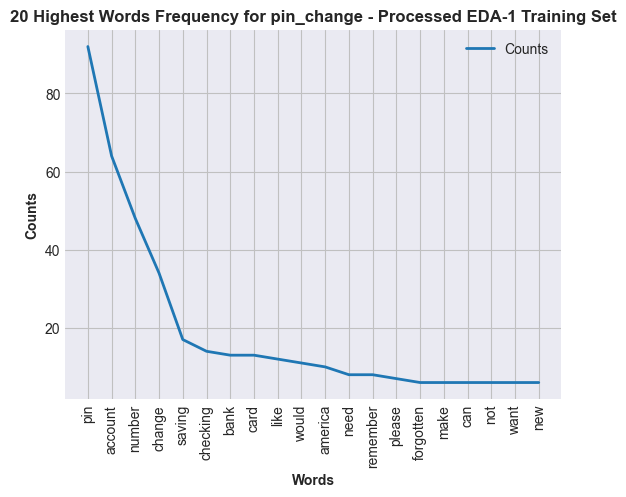 20 Highest Words Frequency for pin_change - Processed EDA-1 Training Set
Counts
80
60
40
20
Counts
pin
account
number
change
saving
checking
bank
card
like
would
america
need
remember
please
forgotten
make
can
not
want
new
Words